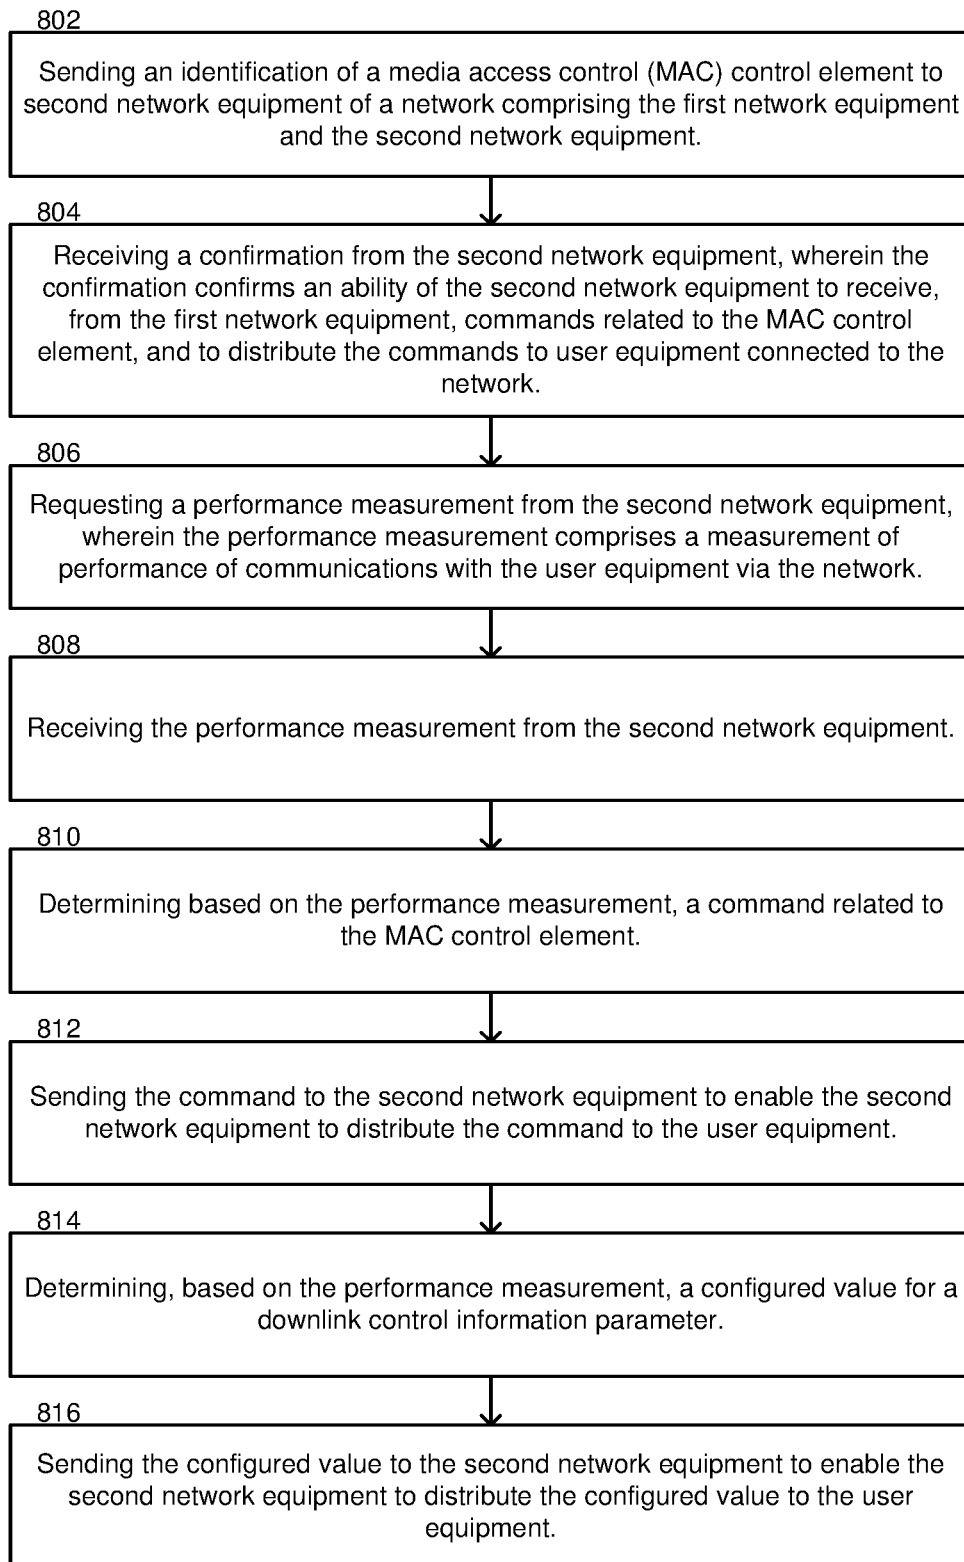 802
Sending an identification of a media access control (MAC) control element to
second network equipment of a network comprising the first network equipment
and the second network equipment.
804
Receiving a confirmation from the second network equipment, wherein the
confirmation confirms an ability of the second network equipment to receive,
from the first network equipment, commands related to the MAC control
element, and to distribute the commands to user equipment connected to the
network.
806
Requesting a performance measurement from the second network equipment,
wherein the performance measurement comprises a measurement of
performance of communications with the user equipment via the network.
808
Receiving the performance measurement from the second network equipment.
810
Determining based on the performance measurement, a command related to
the MAC control element.
812
Sending the command to the second network equipment to enable the second
network equipment to distribute the command to the user equipment.
814
Determining, based on the performance measurement, a configured value for a
downlink control information parameter.
816
Sending the configured value to the second network equipment to enable the
second network equipment to distribute the configured value to the user
equipment.